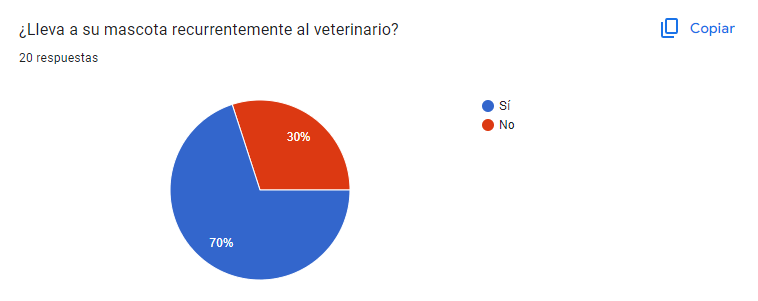 ¿Lleva a su mascota recurrentemente al veterinario?
Copiar
20 respuestas
Sí
No
30%
70%